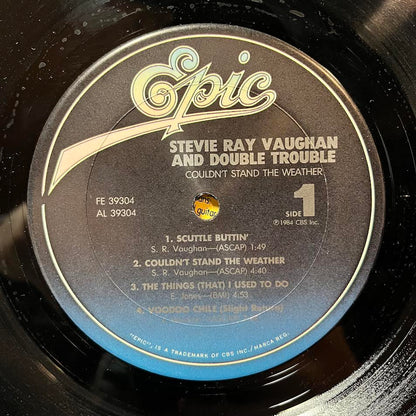 Epic
STEVIE RAY VAUGHAN
AND DOUBLE TROUBLE
COULDN'T STAND THE WEATHER
FE 39304
AL 39304
guitar
SIDE 1
℗1984 CBS Inc.
1. SCUTTLE BUTTIN'
S. R. Vaughan—(ASCAP) 1:49
2. COULDN'T STAND THE WEATHER
S. R. Vaughan—(ASCAP) 4:40
3. THE THINGS (THAT) I USED TO DO
E. Jones—(BMI) 4:53
4. VOODOO CHILE (Slight Return)
"EPIC", IS A TRADEMARK OF CBS INC./MARCA REG.